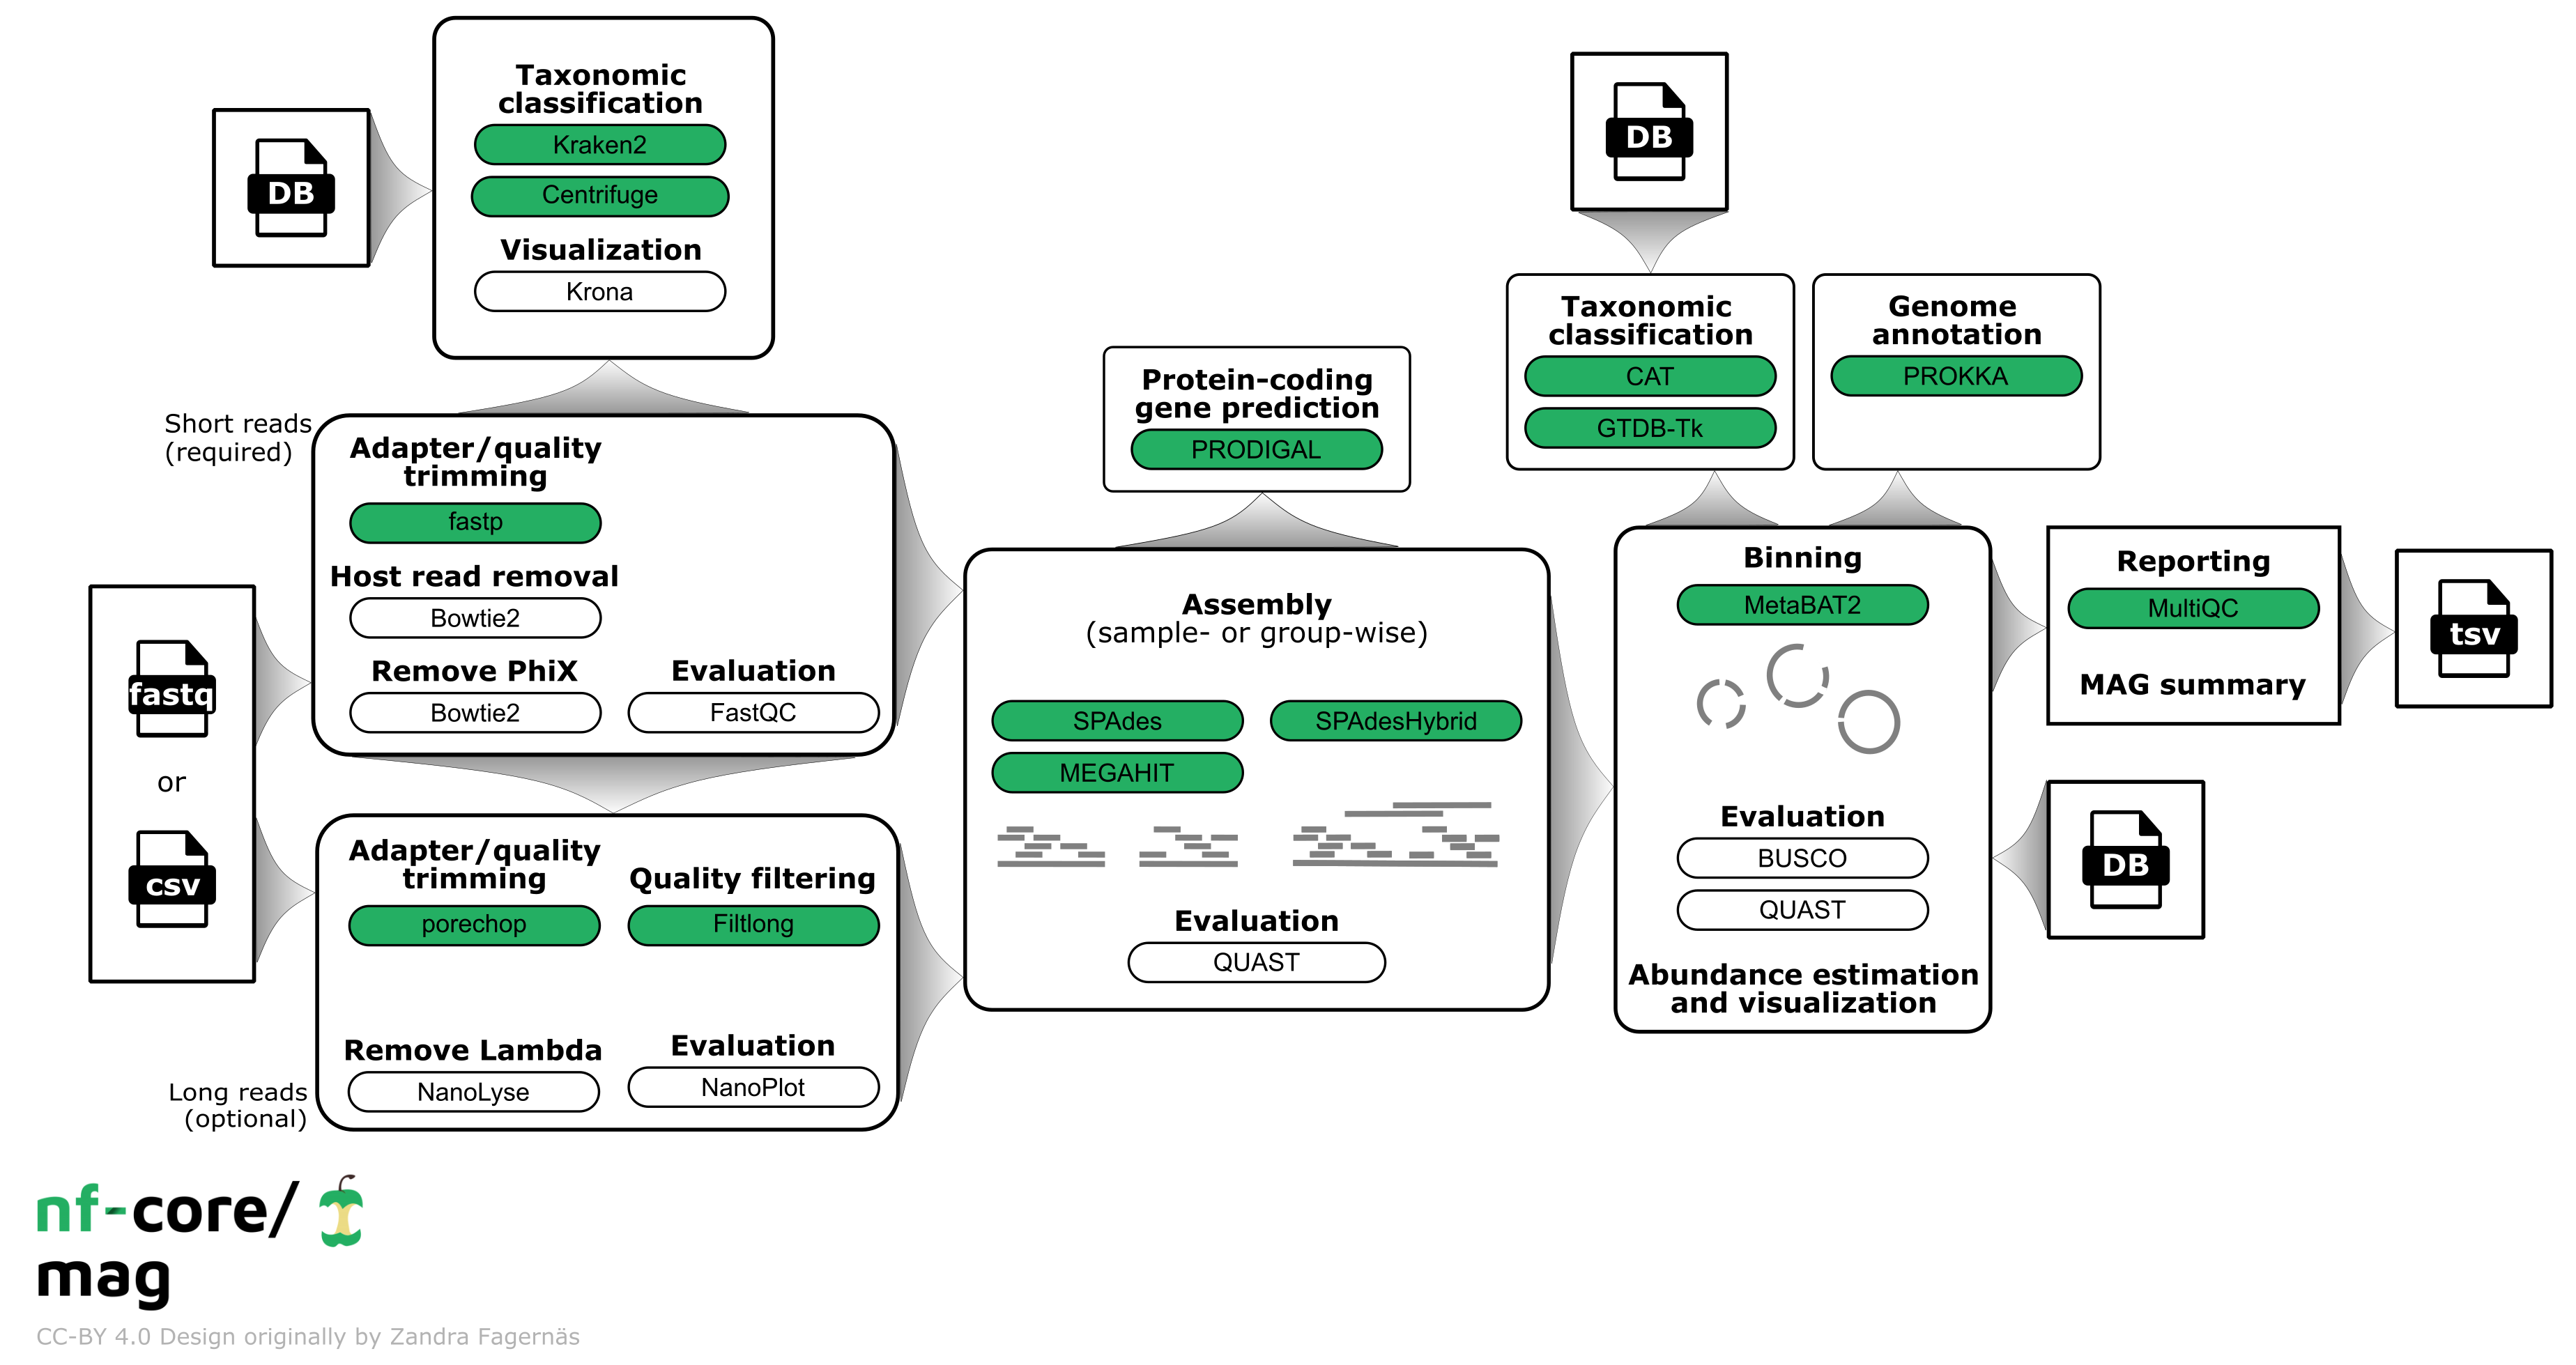 Taxonomic
classification
Kraken2
Centrifuge
Visualization
Krona
DB
Short reads
(required)
Adapter/quality
trimming
fastp
Host read removal
Bowtie2
Remove PhiX
Bowtie2
Evaluation
FastQC
fastq
or
csv
Adapter/quality
trimming
porechop
Quality filtering
Filtlong
Remove Lambda
NanoLyse
Evaluation
NanoPlot
Long reads
(optional)
Protein-coding
gene prediction
PRODIGAL
Assembly
(sample- or group-wise)
SPAdes
SPAdesHybrid
MEGAHIT
Evaluation
QUAST
DB
Taxonomic
classification
CAT
GTDB-Tk
Genome
annotation
PROKKA
Binning
MetaBAT2
Evaluation
BUSCO
QUAST
Abundance estimation
and visualization
Reporting
MultiQC
MAG summary
tsv
DB
nf-core/
mag
CC-BY 4.0 Design originally by Zandra Fagernäs